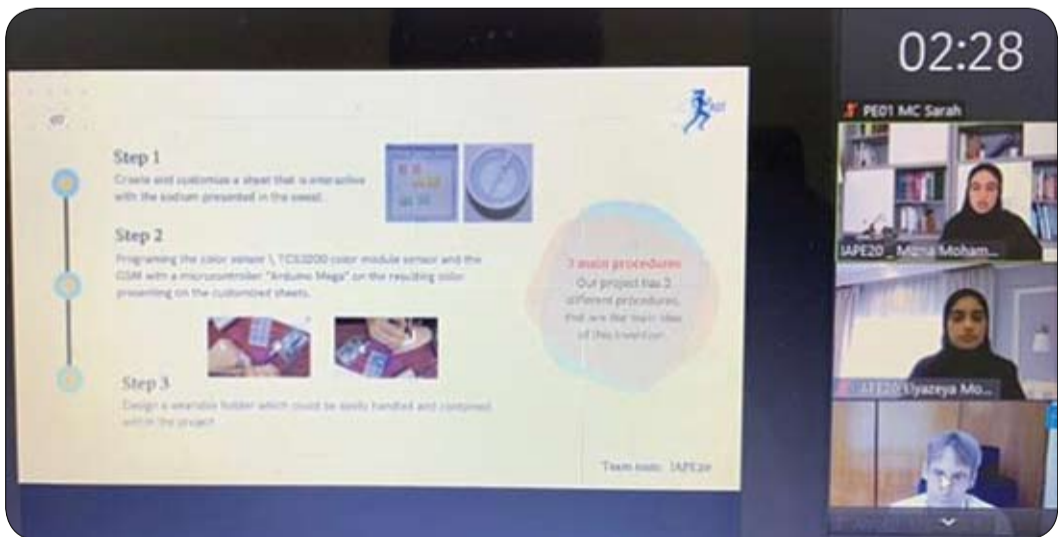 02:28
07
PE01 MC Sarah
Step 1
Create and customize a sheet that is interactive
with the sodium presented in the sweat.
Step 2
Programing the color sensor \ TCS3200 color module sensor and the
GSM with a microcontroller "Arduino Mega" on the resulting color
presenting on the customized sheets.
Step 3
Design a wearable holder which could be easily handled and contained
within the project
3 main procedures
Our project has 3
different procedures,
that are the main idea
of this invention.
Team num: IAPE20
IAPE20 _ Mizna Moham...
IAPE20 Elyazeya Mo...